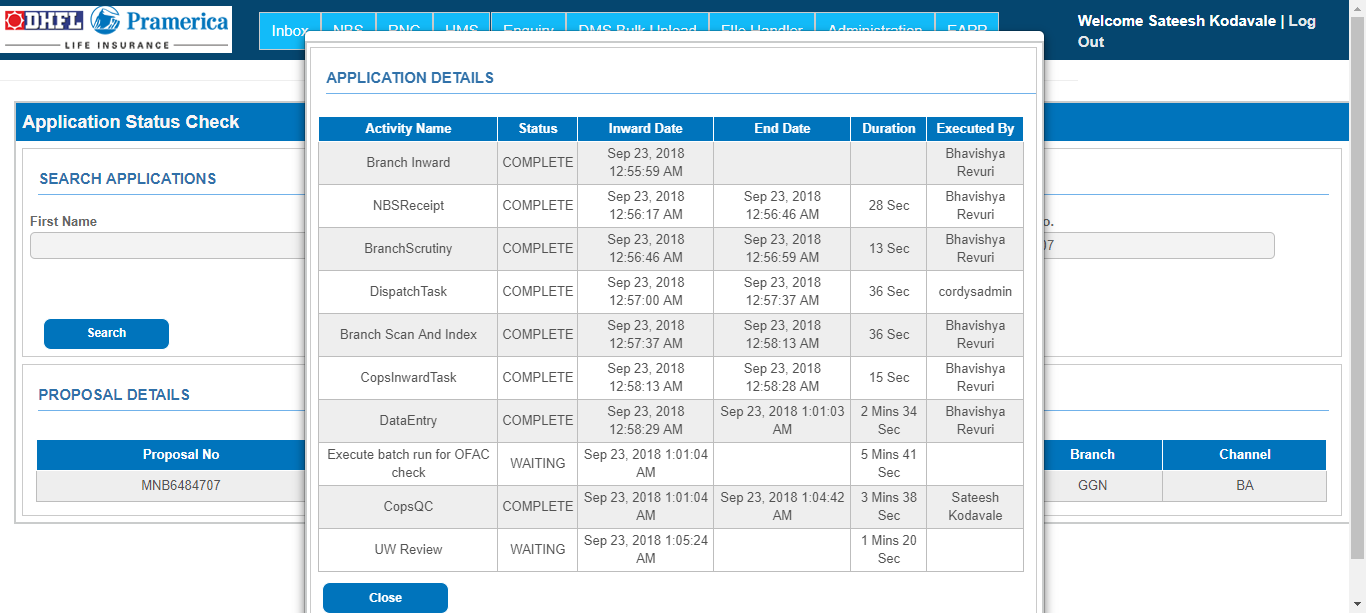 DHFL Pramerica
LIFE INSURANCE
Inbox NBS RNC UMS Enquiry DMS Bulk Upload Administration FARR
Welcome Sateesh Kodavale | Log
Out
Application Status Check
SEARCH APPLICATIONS
First Name
o.
07
Search
PROPOSAL DETAILS
Proposal No Branch Channel
MNB6484707 GGN BA
APPLICATION DETAILS
Activity Name Status Inward Date End Date Duration Executed By
Branch Inward COMPLETE Sep 23, 2018 Bhavishya
12:55:59 AM Revuri
NBSReceipt COMPLETE Sep 23, 2018 Sep 23, 2018 28 Sec Bhavishya
12:56:17 AM 12:56:46 AM Revuri
BranchScrutiny COMPLETE Sep 23, 2018 Sep 23, 2018 13 Sec Bhavishya
12:56:46 AM 12:56:59 AM Revuri
DispatchTask COMPLETE Sep 23, 2018 Sep 23, 2018 36 Sec cordysadmin
12:57:00 AM 12:57:37 AM
Branch Scan And Index COMPLETE Sep 23, 2018 Sep 23, 2018 36 Sec Bhavishya
12:57:37 AM 12:58:13 AM Revuri
CopsInwardTask COMPLETE Sep 23, 2018 Sep 23, 2018 15 Sec Bhavishya
12:58:13 AM 12:58:28 AM Revuri
DataEntry COMPLETE Sep 23, 2018 Sep 23, 2018 1:01:03 2 Mins 34 Bhavishya
12:58:29 AM AM Sec Revuri
Execute batch run for OFAC WAITING Sep 23, 2018 1:01:04 5 Mins 41
check AM Sec
CopsQC COMPLETE Sep 23, 2018 1:01:04 Sep 23, 2018 1:04:42 3 Mins 38 Sateesh
AM AM Sec Kodavale
UW Review WAITING Sep 23, 2018 1:05:24 1 Mins 20
AM Sec
Close